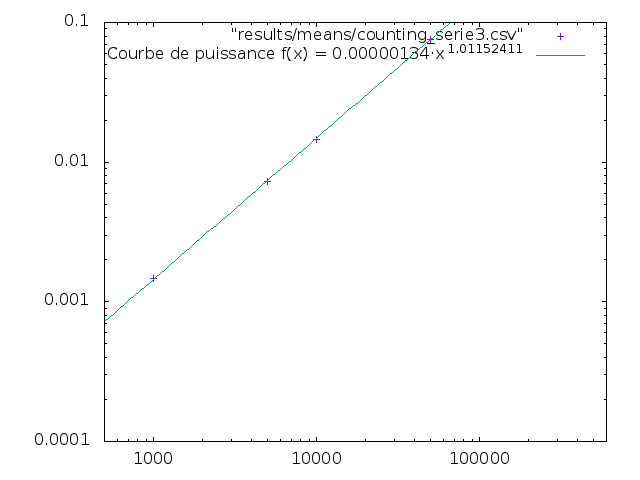 0.1
"results/means/counting_serie3.csv"
Courbe de puissance f(x) = 0.00000134·x^1.01152411
0.01
0.001
0.0001
1000 10000 100000